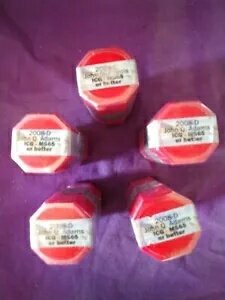 2008-D
John Q. Adams
ICG - MS65
or better
2008-D
John Q. Adams
ICG - MS65
or better
2008-D
John Q. Adams
ICG - MS65
or better
2008-D
John Q. Adams
ICG - MS65
or better
2008-D
John Q. Adams
ICG - MS65
or better